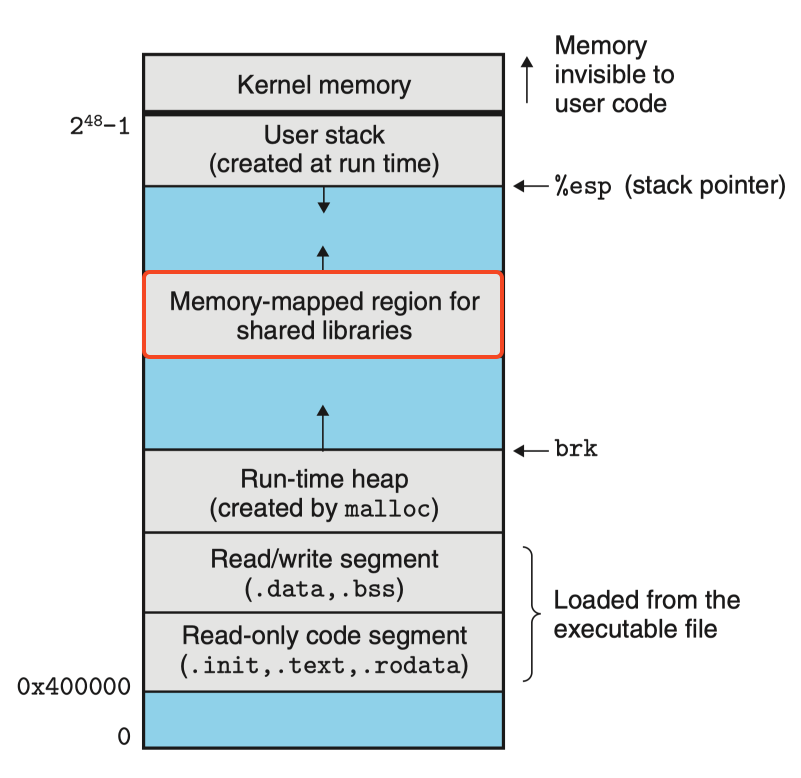 Memory
invisible to
user code
Kernel memory
2⁴⁸–1
User stack
(created at run time)
%esp (stack pointer)
Memory-mapped region for
shared libraries
brk
Run-time heap
(created by malloc)
Read/write segment
(.data,.bss)
Loaded from the
executable file
Read-only code segment
(.init,.text,.rodata)
0x400000
0